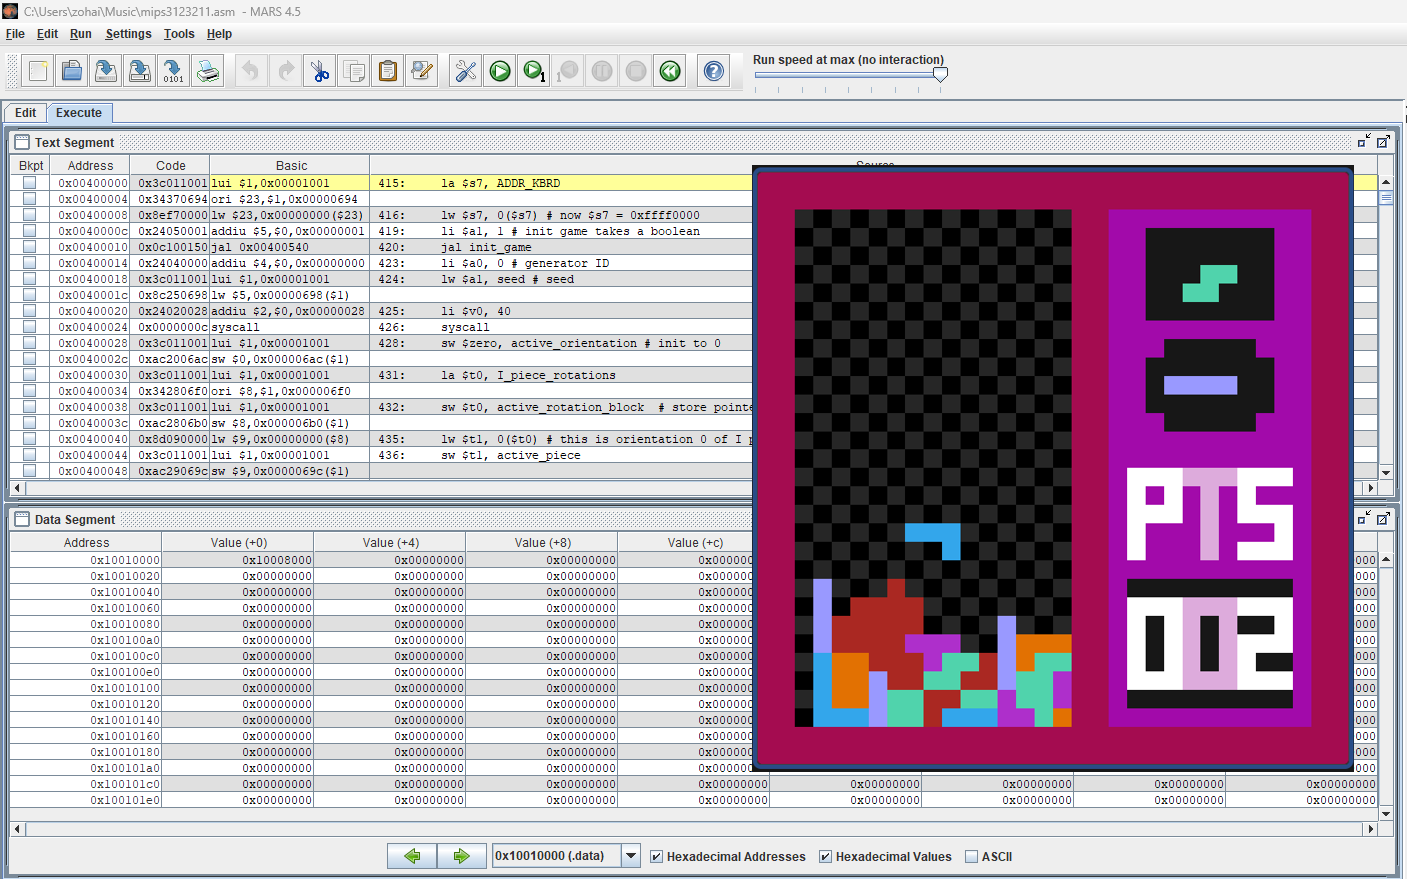 C:\Users\zohai\Music\mips3123211.asm - MARS 4.5
File Edit Run Settings Tools Help
Run speed at max (no interaction)
Edit Execute
Text Segment
Bkpt Address Code Basic Source
0x00400000 0x3c011001 lui $1,0x00001001 415: la $s7, ADDR_KBRD
0x00400004 0x34370694 ori $23,$1,0x00000694
0x00400008 0x8ef70000 lw $23,0x00000000($23) 416: lw $s7, 0($s7) # now $s7 = 0xffff0000
0x0040000c 0x24050001 addiu $5,$0,0x00000001 419: li $a1, 1 # init game takes a boolean
0x00400010 0x0c100150 jal 0x00400540 420: jal init_game
0x00400014 0x24040000 addiu $4,$0,0x00000000 423: li $a0, 0 # generator ID
0x00400018 0x3c011001 lui $1,0x00001001 424: lw $a1, seed # seed
0x0040001c 0x8c250698 lw $5,0x00000698($1)
0x00400020 0x24020028 addiu $2,$0,0x00000028 425: li $v0, 40
0x00400024 0x0000000c syscall 426: syscall
0x00400028 0x3c011001 lui $1,0x00001001 428: sw $zero, active_orientation # init to 0
0x0040002c 0xac2006ac sw $0,0x000006ac($1)
0x00400030 0x3c011001 lui $1,0x00001001 431: la $t0, I_piece_rotations
0x00400034 0x342806f0 ori $8,$1,0x000006f0
0x00400038 0x3c011001 lui $1,0x00001001 432: sw $t0, active_rotation_block # store pointe
0x0040003c 0xac2806b0 sw $8,0x000006b0($1)
0x00400040 0x8d090000 lw $9,0x00000000($8) 435: lw $t1, 0($t0) # this is orientation 0 of I p
0x00400044 0x3c011001 lui $1,0x00001001 436: sw $t1, active_piece
0x00400048 0xac29069c sw $9,0x0000069c($1)
PTS
002
Data Segment
Address Value (+0) Value (+4) Value (+8) Value (+c)
0x10010000 0x10008000 0x00000000 0x00000000 0x00000 000
0x10010020 0x00000000 0x00000000 0x00000000 0x00000 000
0x10010040 0x00000000 0x00000000 0x00000000 0x00000 000
0x10010060 0x00000000 0x00000000 0x00000000 0x00000 000
0x10010080 0x00000000 0x00000000 0x00000000 0x00000 000
0x100100a0 0x00000000 0x00000000 0x00000000 0x00000 000
0x100100c0 0x00000000 0x00000000 0x00000000 0x00000 000
0x100100e0 0x00000000 0x00000000 0x00000000 0x00000 000
0x10010100 0x00000000 0x00000000 0x00000000 0x00000 000
0x10010120 0x00000000 0x00000000 0x00000000 0x00000 000
0x10010140 0x00000000 0x00000000 0x00000000 0x00000 000
0x10010160 0x00000000 0x00000000 0x00000000 0x00000 000
0x10010180 0x00000000 0x00000000 0x00000000 0x00000 000
0x100101a0 0x00000000 0x00000000 0x00000000 0x00000 000
0x100101c0 0x00000000 0x00000000 0x00000000 0x00000000 0x00000000 0x00000000 0x00000000 0x00000000
0x100101e0 0x00000000 0x00000000 0x00000000 0x00000000 0x00000000 0x00000000 0x00000000 0x00000000
0x10010000 (.data) Hexadecimal Addresses Hexadecimal Values ASCII